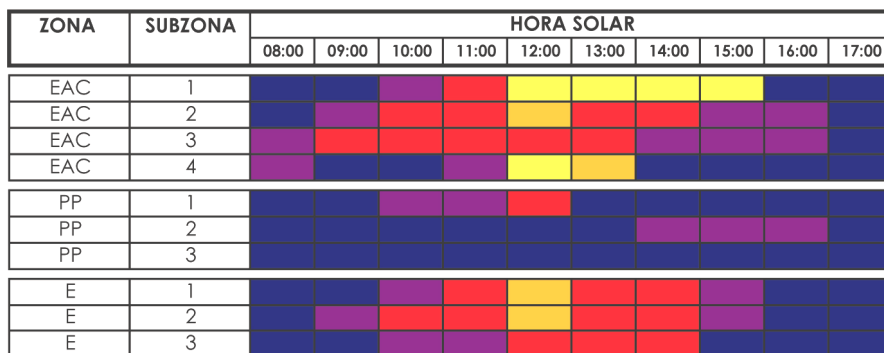 ZONA SUBZONA HORA SOLAR
08:00 09:00 10:00 11:00 12:00 13:00 14:00 15:00 16:00 17:00
EAC 1
EAC 2
EAC 3
EAC 4
PP 1
PP 2
PP 3
E 1
E 2
E 3